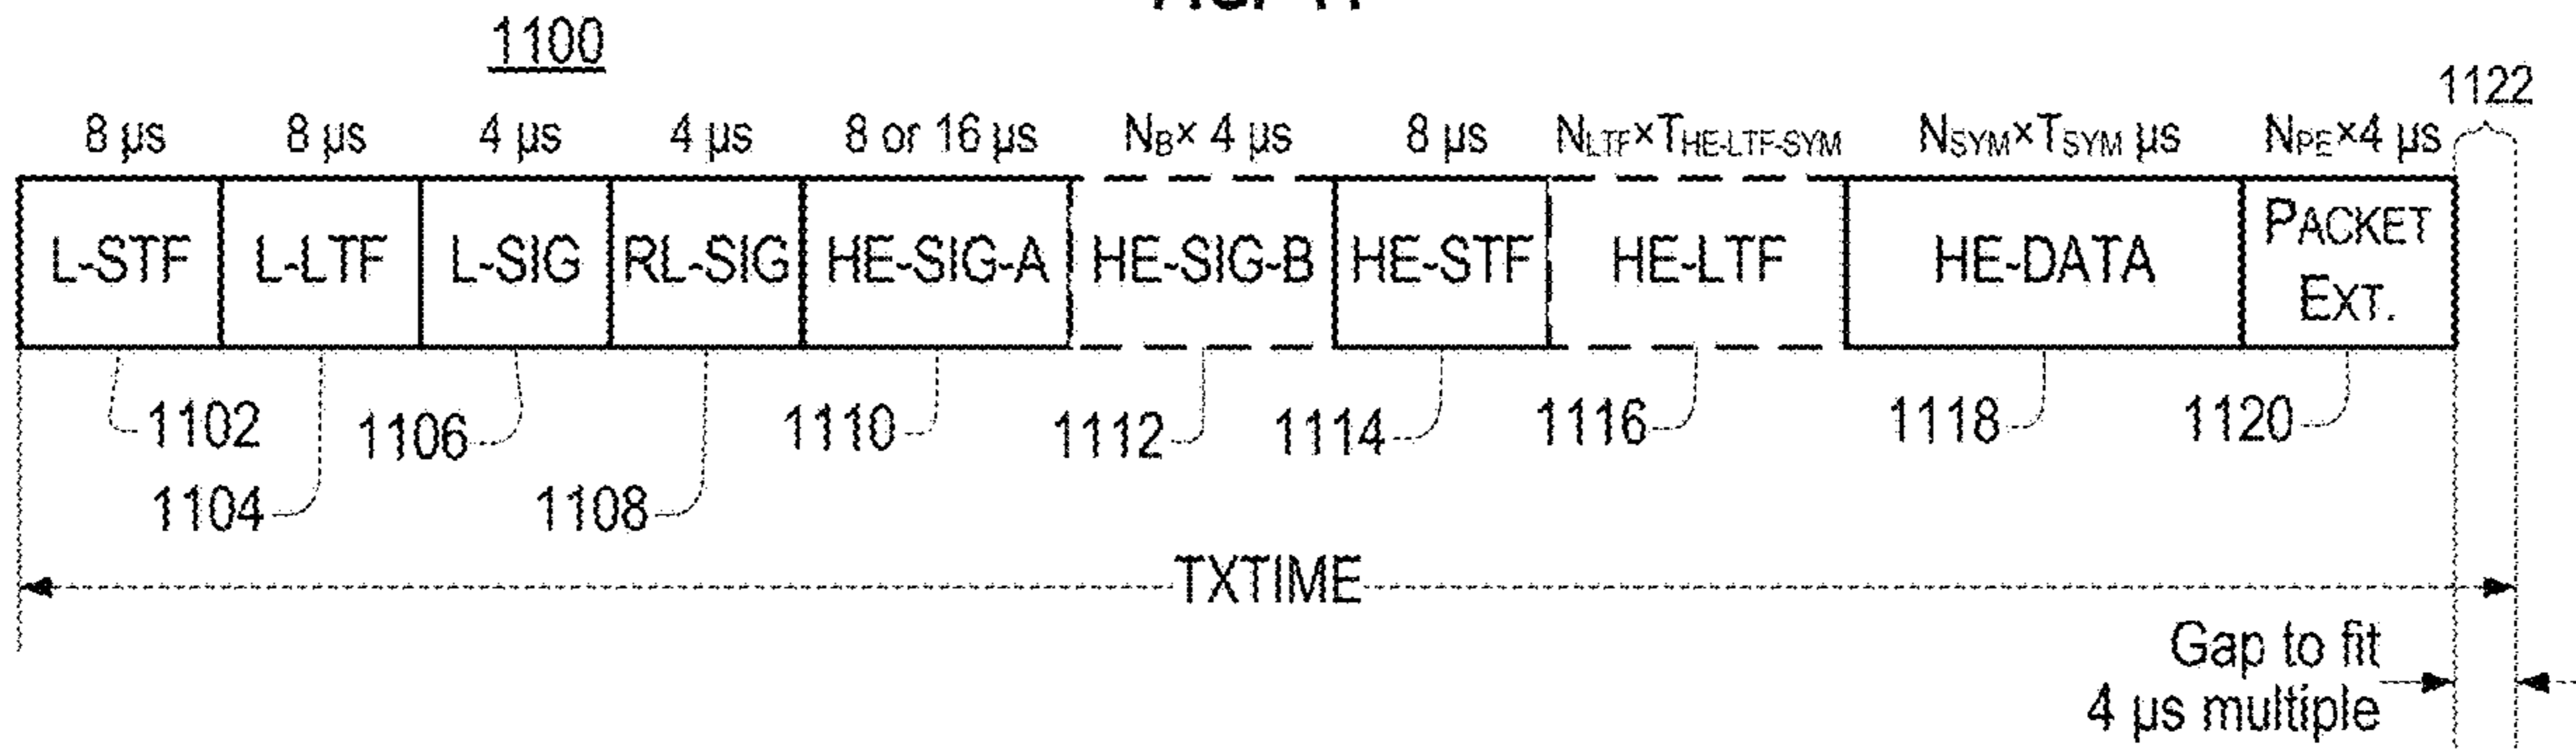 1100
1122
8 µs 8 µs 4 µs 4 µs 8 or 16 µs NB× 4 µs 8 µs NLTF×THE-LTF-SYM NSYM×TSYM µs NPE×4 µs
L-STF L-LTF L-SIG RL-SIG HE-SIG-A HE-SIG-B HE-STF HE-LTF HE-DATA PACKET
EXT.
1102 1106 1110 1112 1114 1116 1118 1120
1104 1108
TXTIME
Gap to fit
4 µs multiple